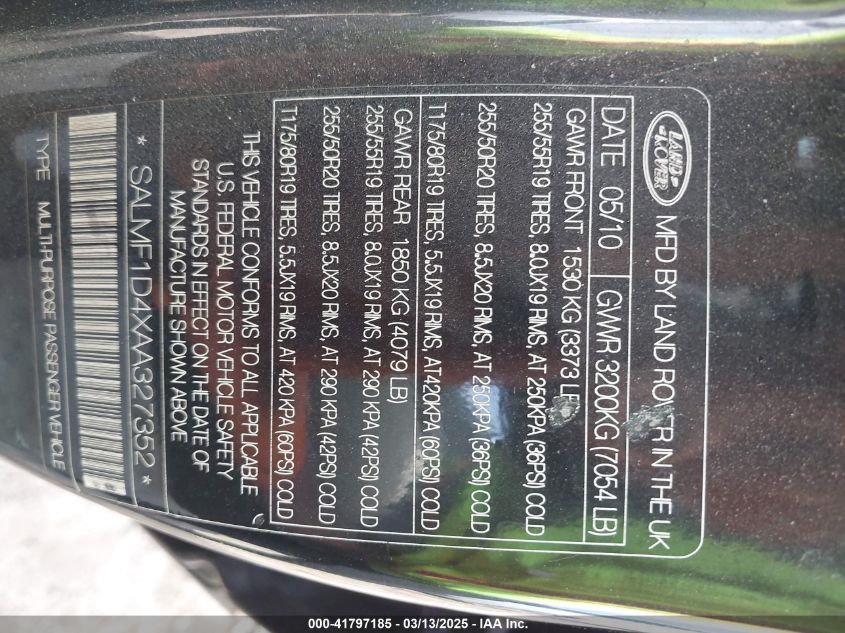 LAND ROVER
MFD BY LAND ROVER IN THE UK
DATE 05/10 GVWR 3200KG (7054 LB)
GAWR FRONT 1530 KG (3373 LB)
255/55R19 TIRES, 8.0JX19 RIMS, AT 250KPA (36PSI) COLD
255/50R20 TIRES, 8.5JX20 RIMS, AT 250KPA (36PSI) COLD
T175/80R19 TIRES, 5.5JX19 RIMS, AT420KPA (60PSI) COLD
GAWR REAR 1850 KG (4079 LB)
255/55R19 TIRES, 8.0JX19 RIMS, AT 290 KPA (42PSI) COLD
255/50R20 TIRES, 8.5JX20 RIMS, AT 290 KPA (42PSI) COLD
T175/80R19 TIRES, 5.5JX19 RIMS, AT 420 KPA (60PSI) COLD
THIS VEHICLE CONFORMS TO ALL APPLICABLE
U.S. FEDERAL MOTOR VEHICLE SAFETY
STANDARDS IN EFFECT ON THE DATE OF
MANUFACTURE SHOWN ABOVE
* SALMF1D4XAA327352 *
TYPE MULTI-PURPOSE PASSENGER VEHICLE
000-41797185 - 03/13/2025 - IAA Inc.